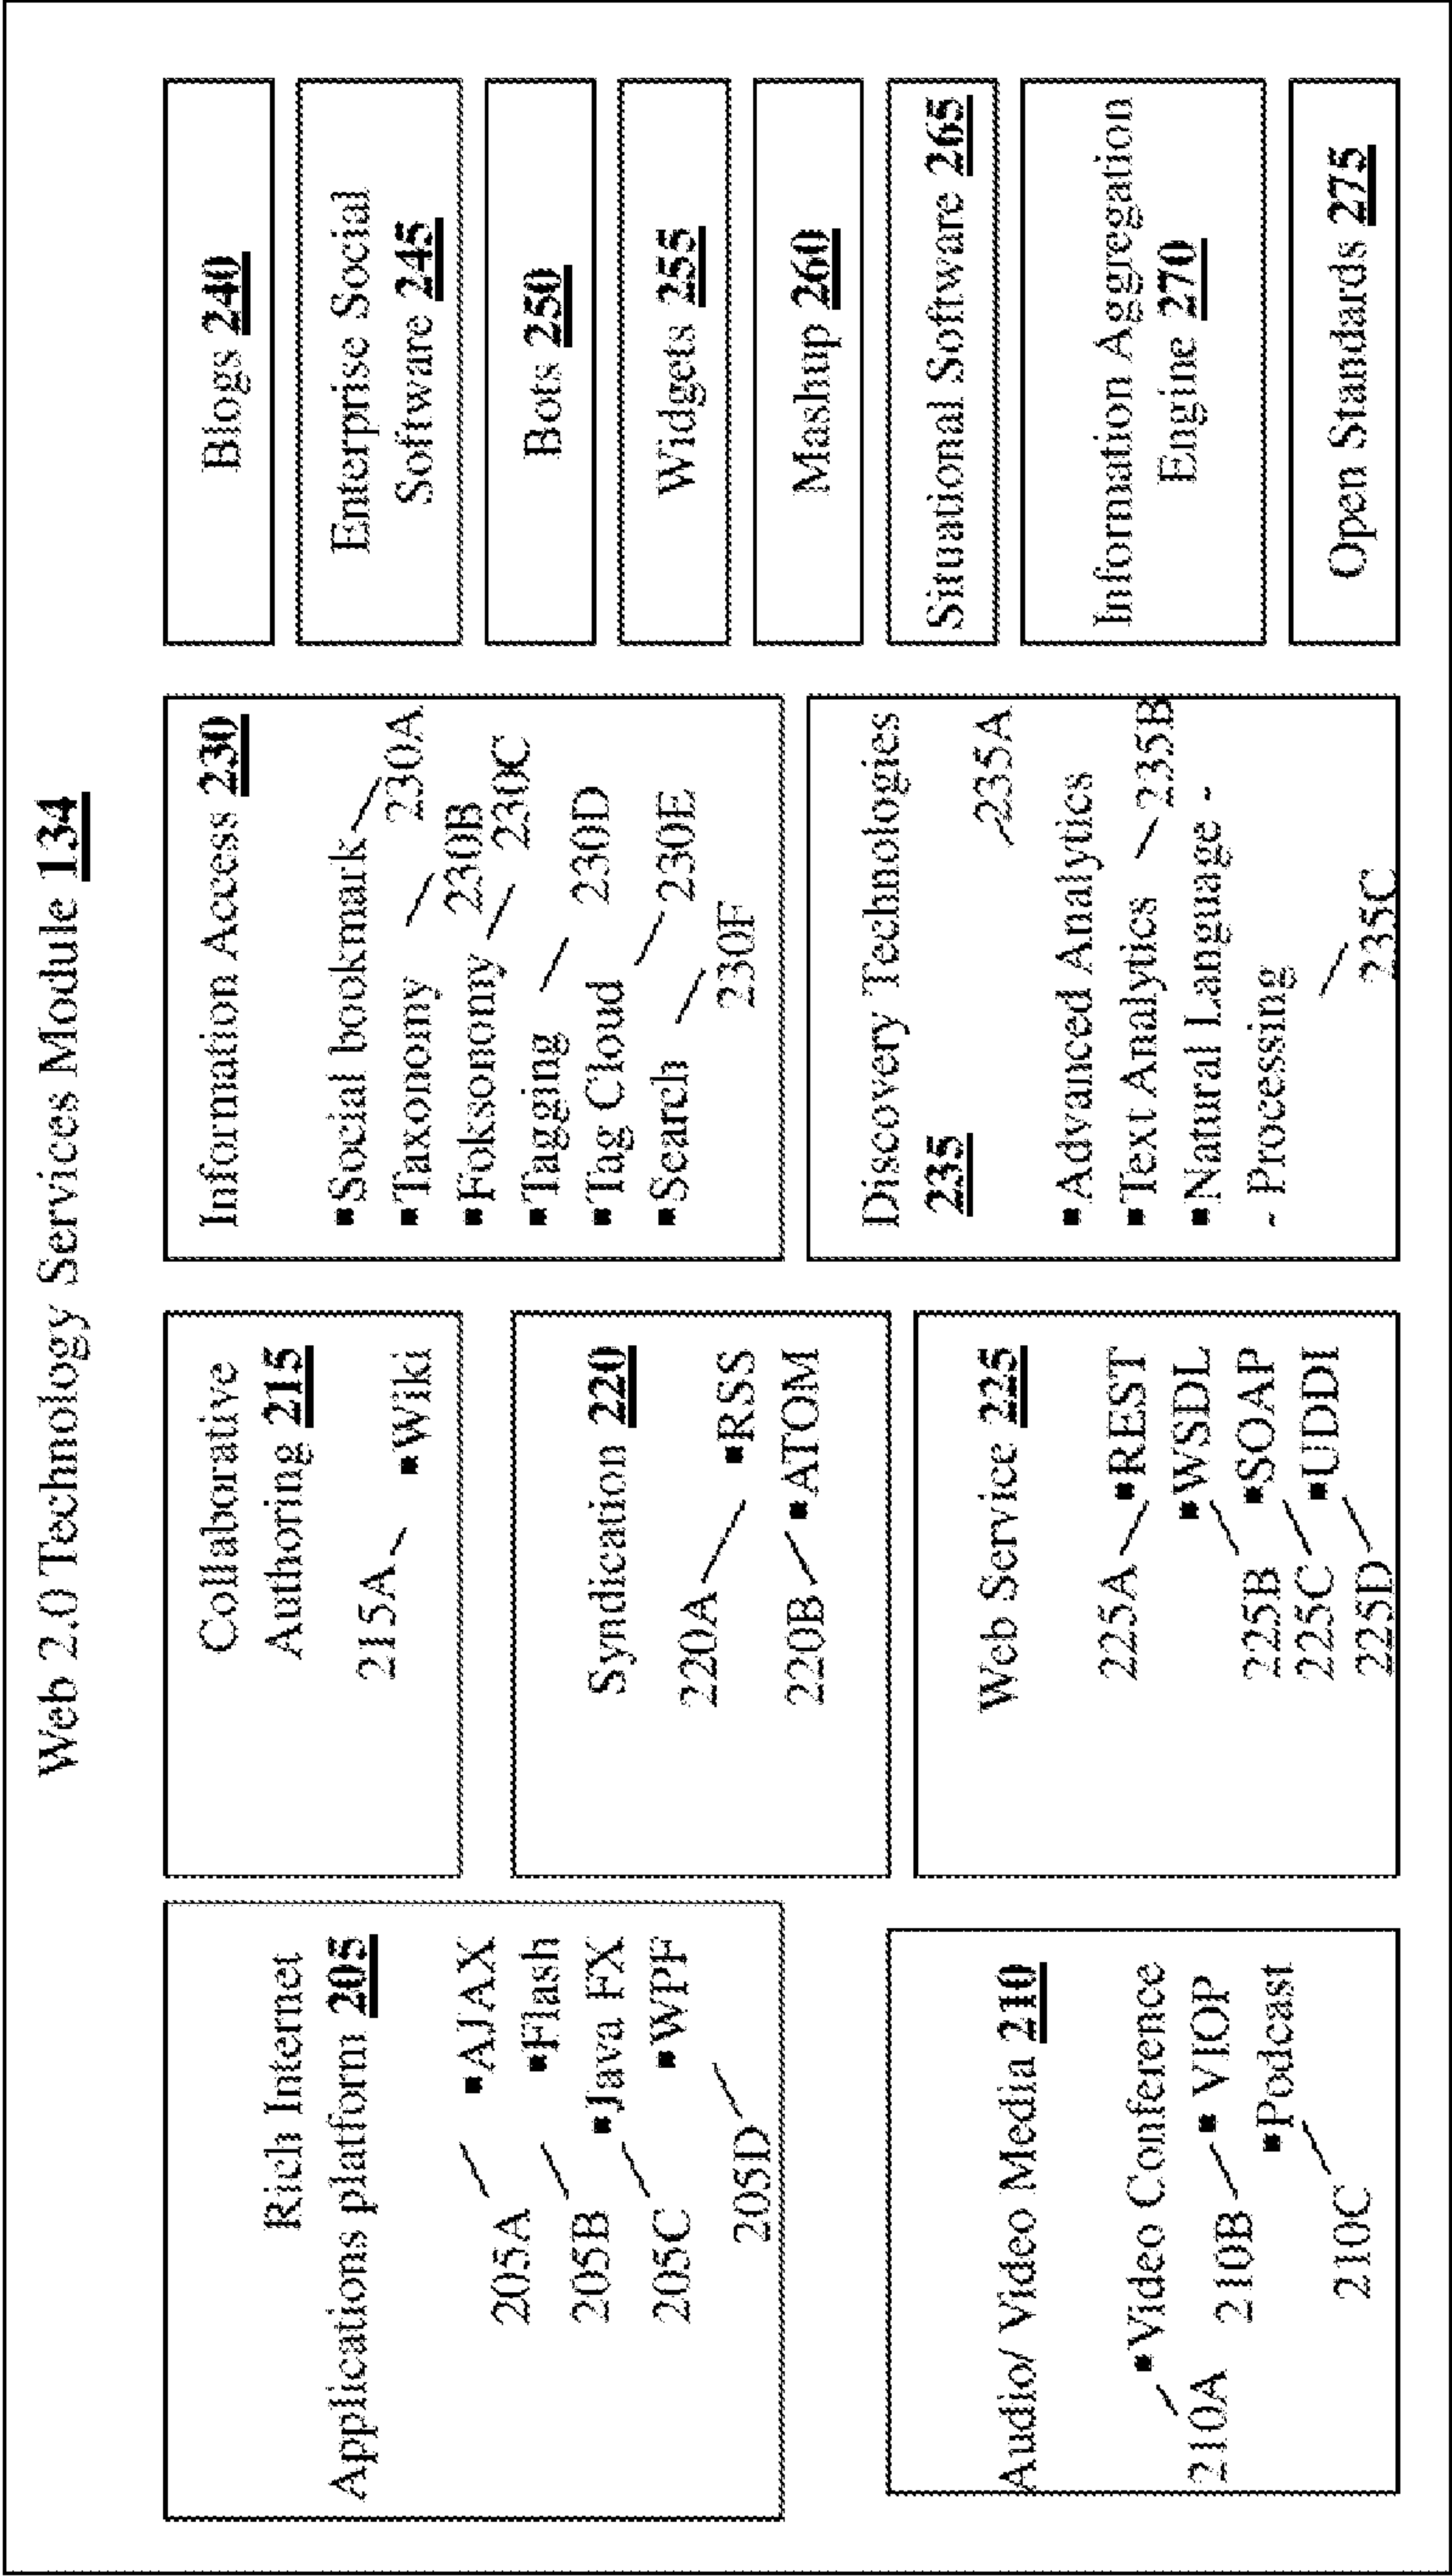 Web 2.0 Technology Services Module 134
Rich Internet
Applications platform 205
▪AJAX
205A
▪Flash
205B
▪Java FX
205C
▪WPF
205D
Audio/ Video Media 210
▪Video Conference
210A
▪ VIOP
210B
▪Podcast
210C
Collaborative
Authoring 215
215A
▪Wiki
Syndication 220
220A
▪RSS
220B
▪ATOM
Web Service 225
225A
▪REST
▪WSDL
225B
▪SOAP
225C
▪UDDI
225D
Information Access 230
▪Social bookmark
230A
▪Taxonomy
230B
▪Foksonomy
230C
▪Tagging
230D
▪Tag Cloud
230E
▪Search
230F
Discovery Technologies
235
235A
▪Advanced Analytics
▪Text Analytics
235B
▪Natural Language -
- Processing
235C
Blogs 240
Enterprise Social
Software 245
Bots 250
Widgets 255
Mashup 260
Situational Software 265
Information Aggregation
Engine 270
Open Standards 275